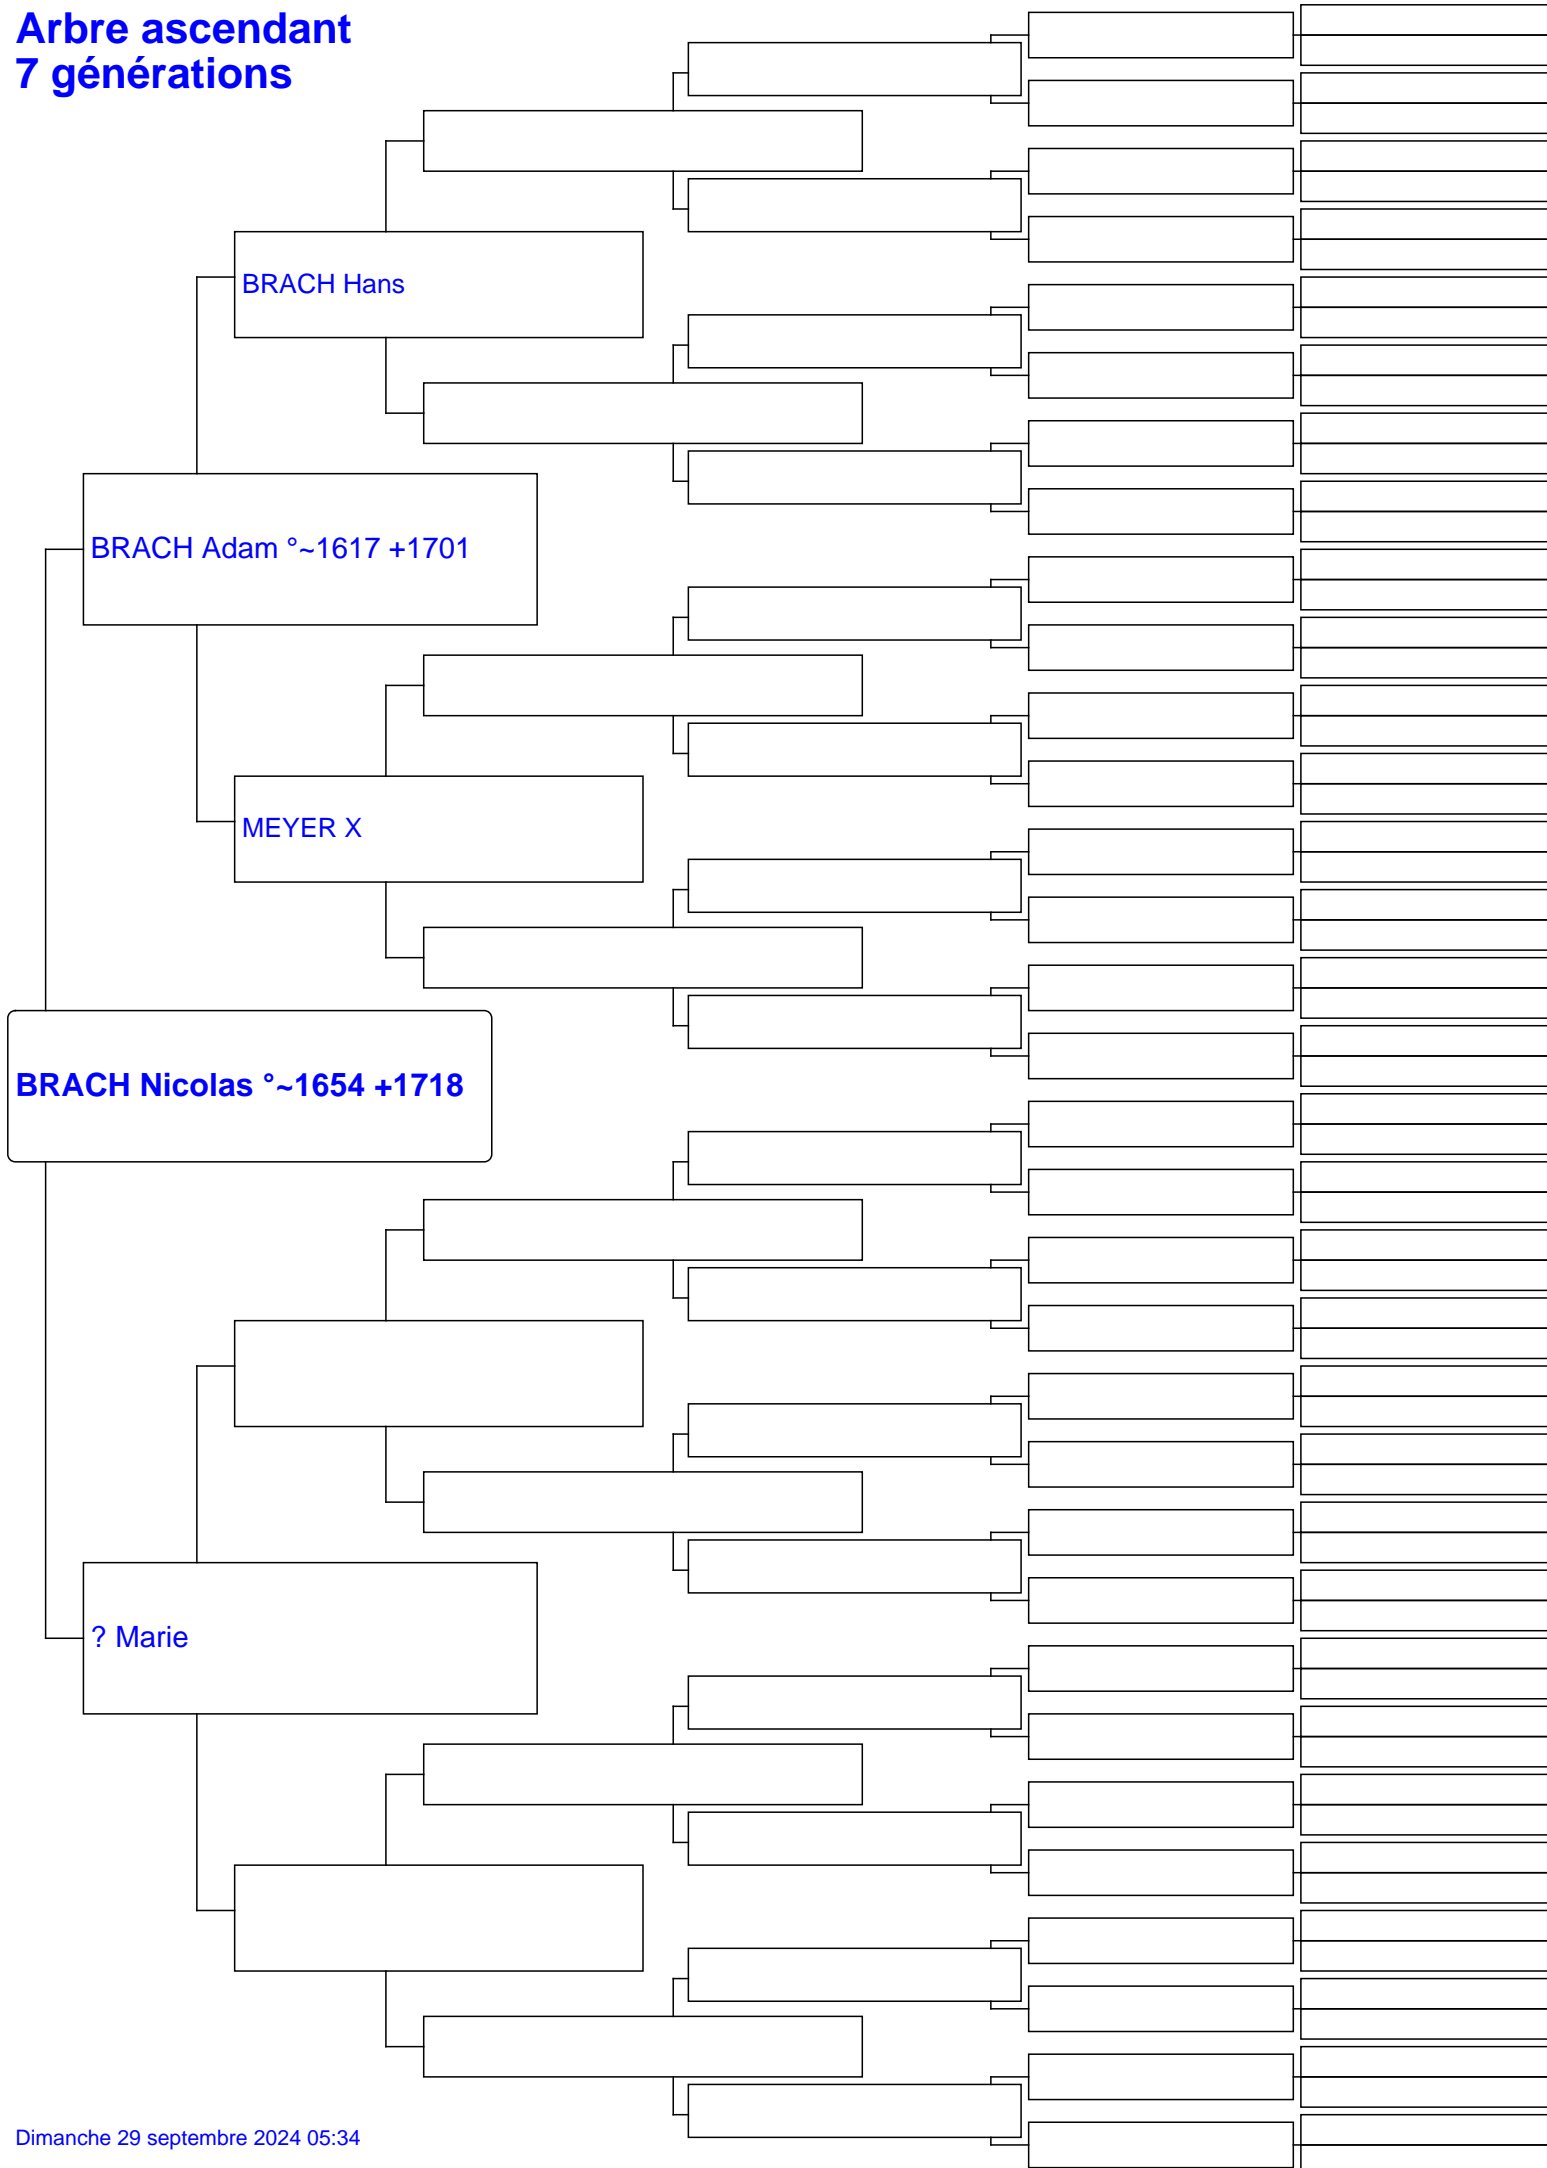 Arbre ascendant
7 générations
BRACH Hans
BRACH Adam °~1617 +1701
MEYER X
BRACH Nicolas °~1654 +1718
? Marie
Dimanche 29 septembre 2024 05:34